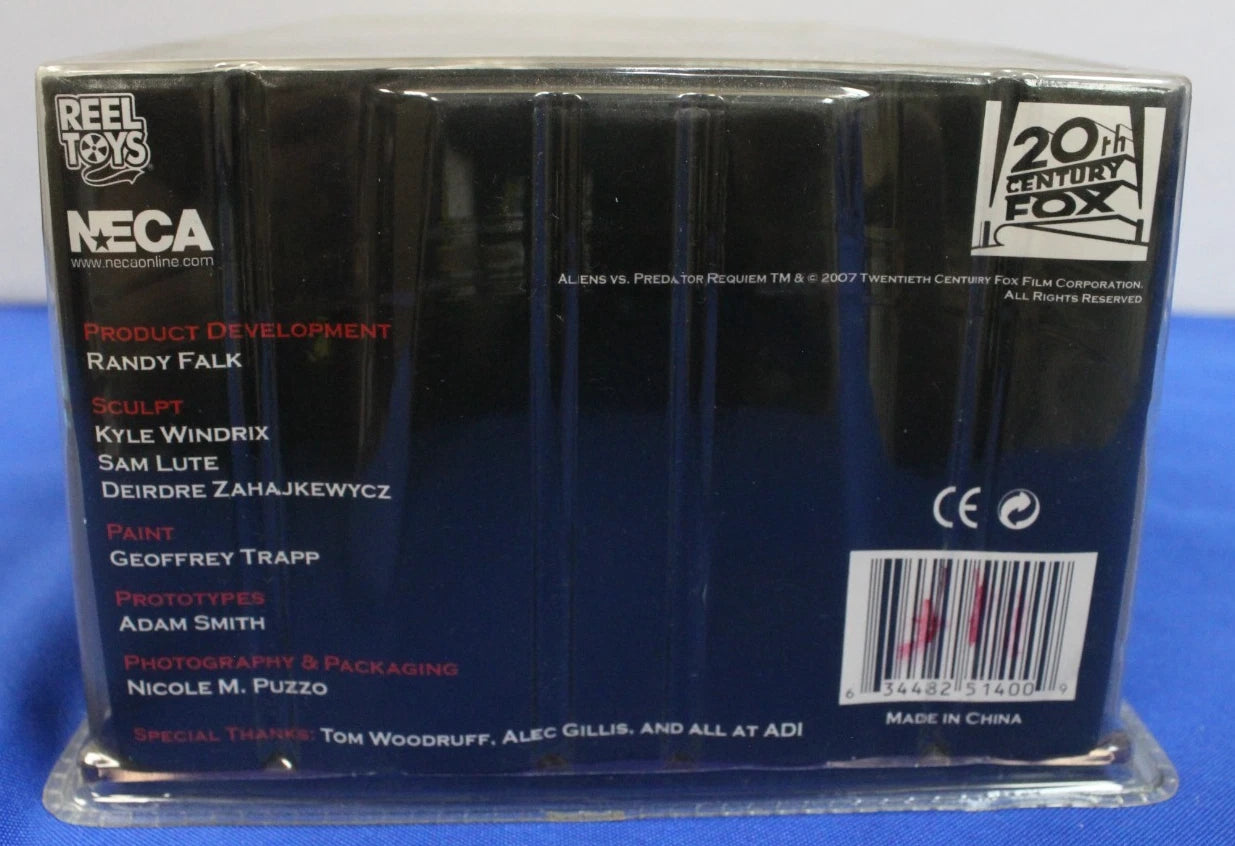 REEL
TOYS
NECA
www.necaonline.com
20th
CENTURY
FOX
ALIENS VS. PREDATOR REQUIEM TM & © 2007 TWENTIETH CENTURY FOX FILM CORPORATION.
ALL RIGHTS RESERVED
PRODUCT DEVELOPMENT
RANDY FALK
SCULPT
KYLE WINDRIX
SAM LUTE
DEIRDRE ZAHAJKEWYCZ
PAINT
GEOFFREY TRAPP
PROTOTYPES
ADAM SMITH
PHOTOGRAPHY & PACKAGING
NICOLE M. PUZZO
SPECIAL THANKS: TOM WOODRUFF, ALEC GILLIS, AND ALL AT ADI
CE
6 34482 51400 9
MADE IN CHINA